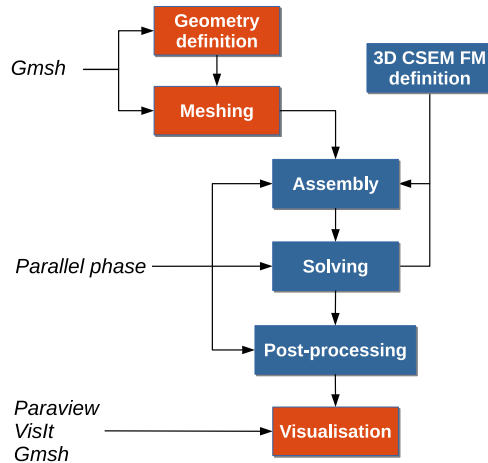 Geometry
definition
3D CSEM FM
definition
Gmsh
Meshing
Assembly
Parallel phase
Solving
Post-processing
Paraview
VisIt
Gmsh
Visualisation